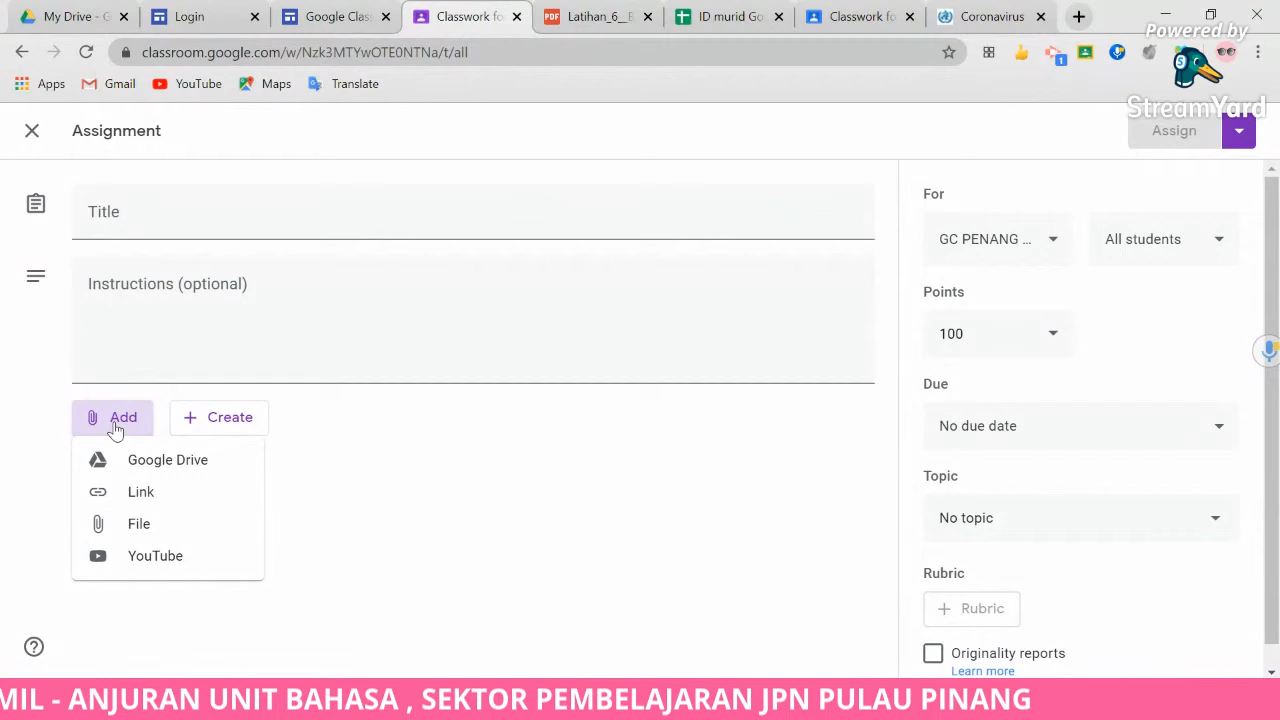 My Drive - G
Login
Google Clas
Classwork fo
Latihan_6__B
ID murid Go
Classwork fo
Coronavirus
Powered by
classroom.google.com/w/Nzk3MTYwOTE0NTNa/t/all
1
Apps
Gmail
YouTube
Maps
Translate
StreamYard
Assignment
Assign
Title
For
GC PENANG ...
All students
Instructions (optional)
Points
100
Due
Add
Create
No due date
Google Drive
Link
Topic
File
No topic
YouTube
Rubric
Rubric
Originality reports
Learn more
MIL - ANJURAN UNIT BAHASA , SEKTOR PEMBELAJARAN JPN PULAU PINANG